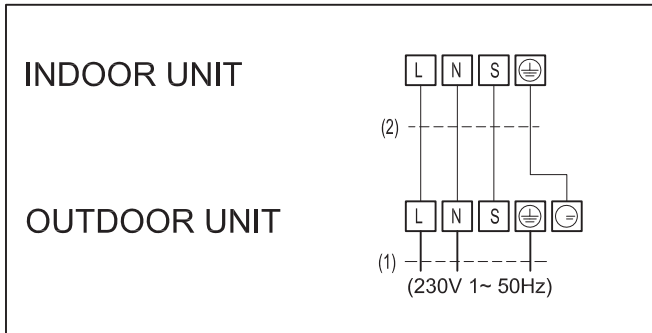 INDOOR UNIT
L N S
(2)
OUTDOOR UNIT
L N S
(1)
(230V 1~ 50Hz)